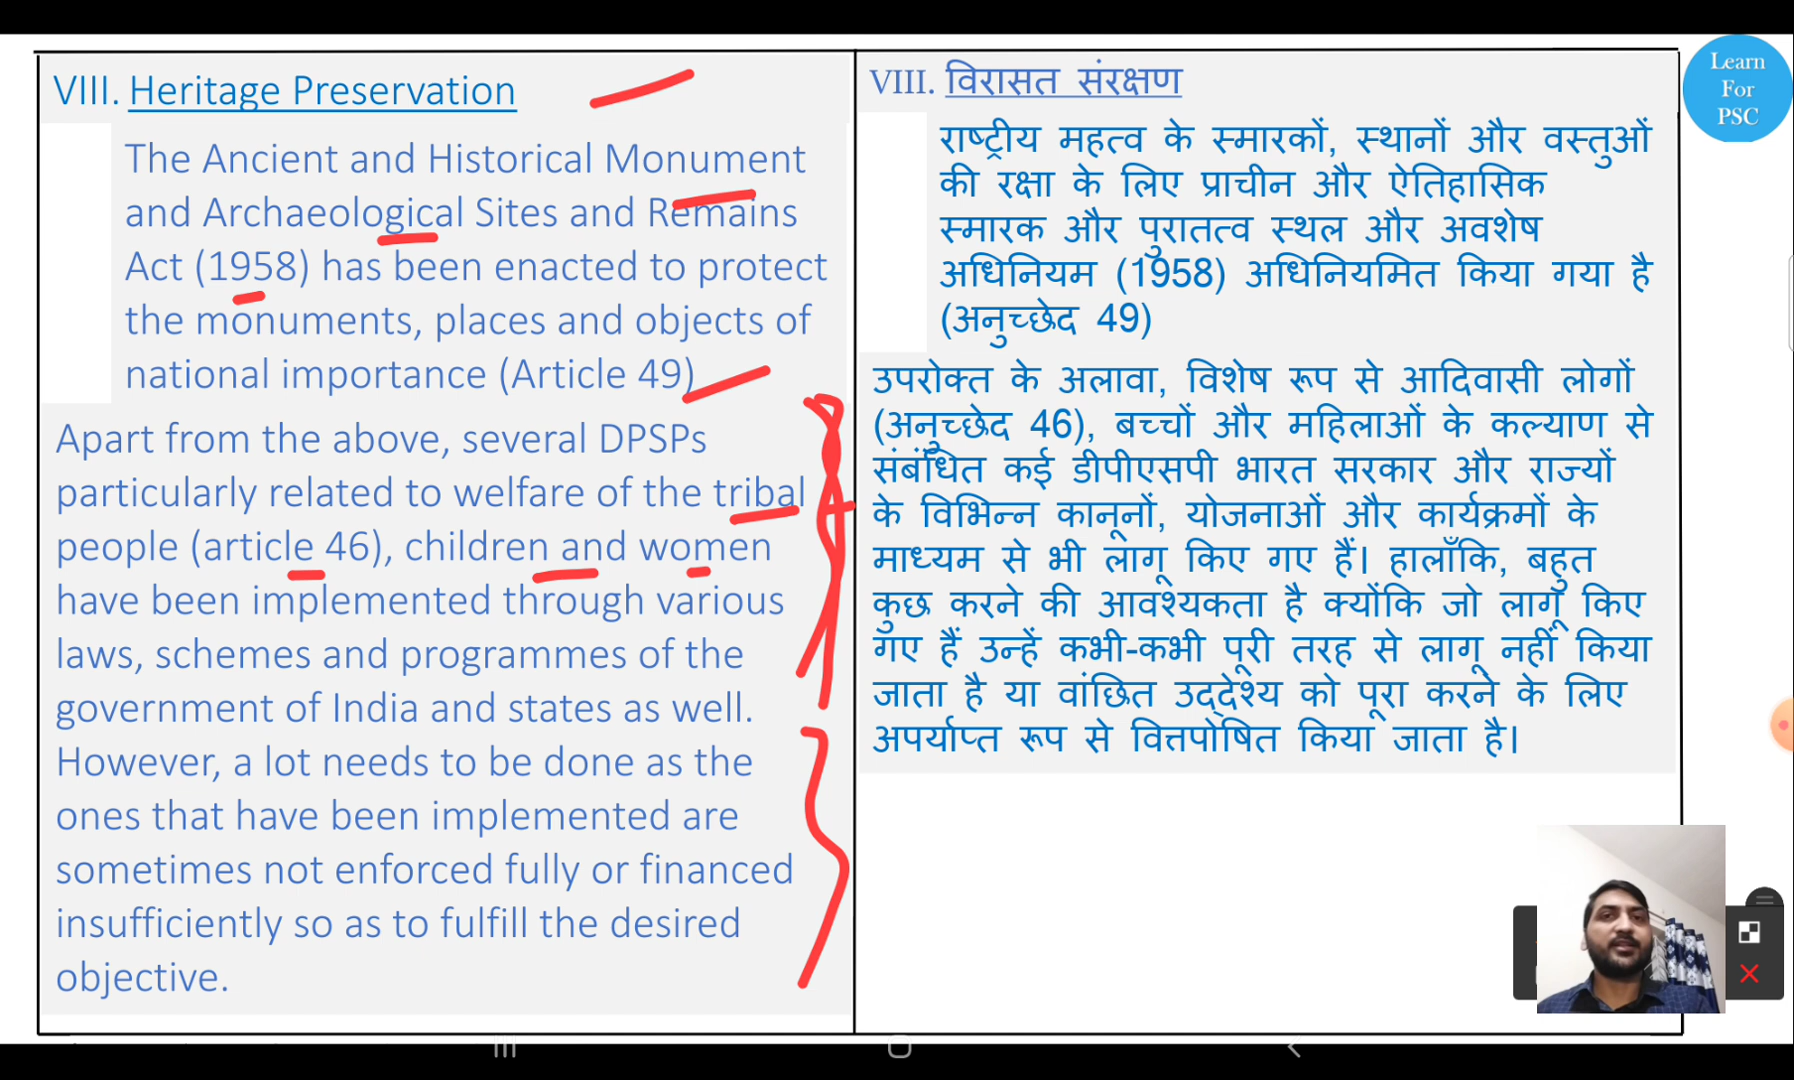 VIII. Heritage Preservation
The Ancient and Historical Monument
and Archaeological Sites and Remains
Act (1958) has been enacted to protect
the monuments, places and objects of
national importance (Article 49)
Apart from the above, several DPSPs
particularly related to welfare of the tribal
people (article 46), children and women
have been implemented through various
laws, schemes and programmes of the
government of India and states as well.
However, a lot needs to be done as the
ones that have been implemented are
sometimes not enforced fully or financed
insufficiently so as to fulfill the desired
objective.
VIII. विरासत संरक्षण
राष्ट्रीय महत्व के स्मारकों, स्थानों और वस्तुओं
की रक्षा के लिए प्राचीन और ऐतिहासिक
स्मारक और पुरातत्व स्थल और अवशेष
अधिनियम (1958) अधिनियमित किया गया है
(अनुच्छेद 49)
उपरोक्त के अलावा, विशेष रूप से आदिवासी लोगों
(अनुच्छेद 46), बच्चों और महिलाओं के कल्याण से
संबंधित कई डीपीएसपी भारत सरकार और राज्यों
के विभिन्न कानूनों, योजनाओं और कार्यक्रमों के
माध्यम से भी लागू किए गए हैं। हालाँकि, बहुत
कुछ करने की आवश्यकता है क्योंकि जो लागू किए
गए हैं उन्हें कभी-कभी पूरी तरह से लागू नहीं किया
जाता है या वांछित उद्देश्य को पूरा करने के लिए
अपर्याप्त रूप से वित्तपोषित किया जाता है।
Learn
For
PSC